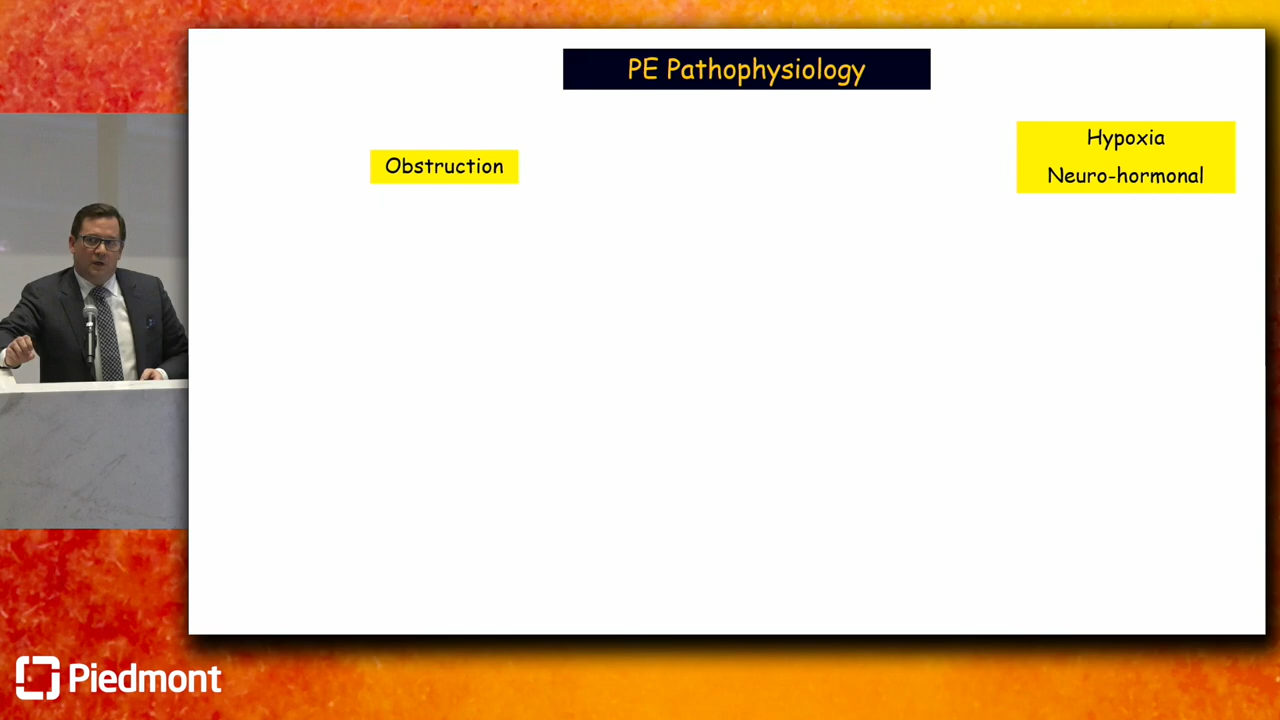 PE Pathophysiology
Obstruction
Hypoxia
Neuro-hormonal
Piedmont